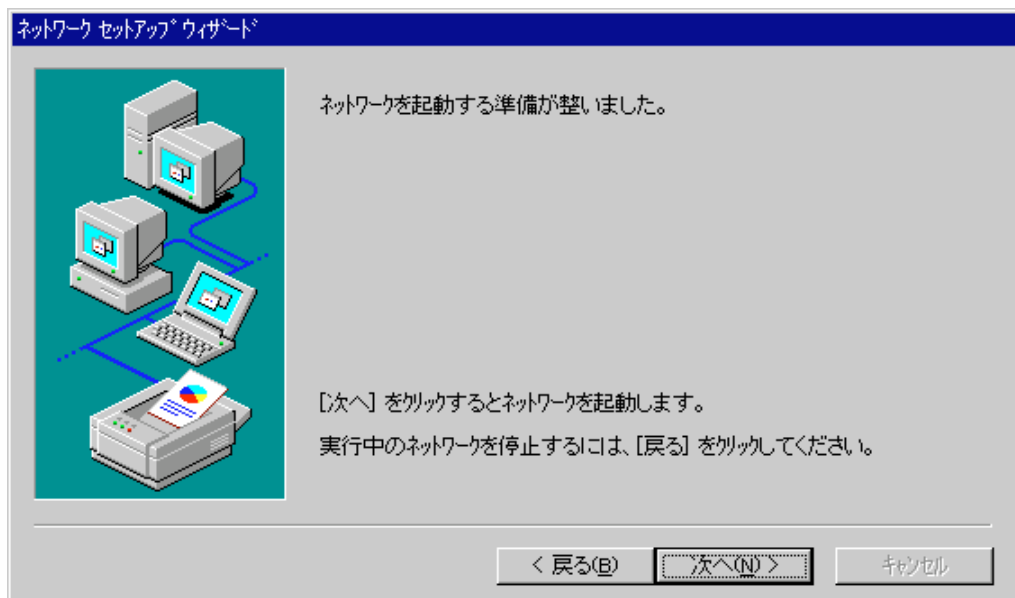 ﾈｯﾄﾜｰｸ ｾｯﾄｱｯﾌﾟ ｳｨｻﾞｰﾄﾞ
ﾈｯﾄﾜｰｸを起動する準備が整いました。
[次へ] をｸﾘｯｸするとﾈｯﾄﾜｰｸを起動します。
実行中のﾈｯﾄﾜｰｸを停止するには、[戻る] をｸﾘｯｸしてください。
< 戻る(B)
次へ(N) >
ｷｬﾝｾﾙ